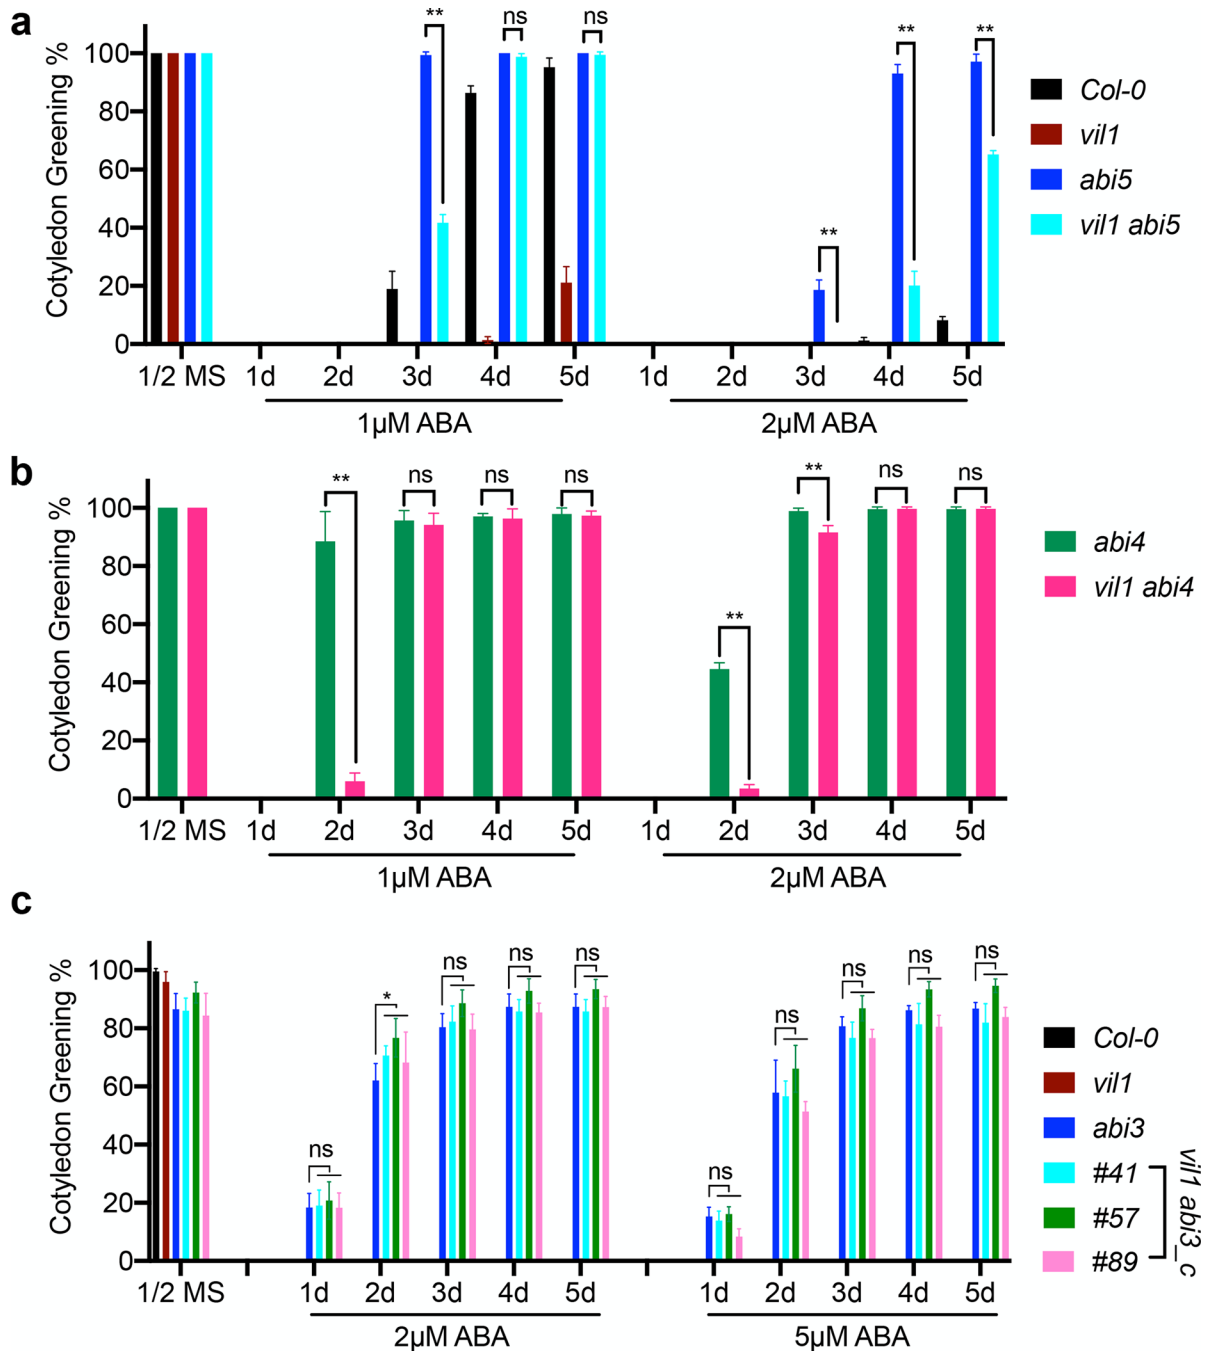 a
Cotyledon Greening %
100
80
60
40
20
0
** ns ns ** ** **
1/2 MS 1d 2d 3d 4d 5d 1d 2d 3d 4d 5d
1µM ABA 2µM ABA
Col-0
vil1
abi5
vil1 abi5
b
Cotyledon Greening %
100
80
60
40
20
0
** ns ns ns ** ** ns ns
1/2 MS 1d 2d 3d 4d 5d 1d 2d 3d 4d 5d
1µM ABA 2µM ABA
abi4
vil1 abi4
c
Cotyledon Greening %
100
80
60
40
20
0
ns * ns ns ns ns ns ns ns ns
1/2 MS 1d 2d 3d 4d 5d 1d 2d 3d 4d 5d
2µM ABA 5µM ABA
Col-0
vil1
abi3
#41
#57
#89
vil1 abi3_c